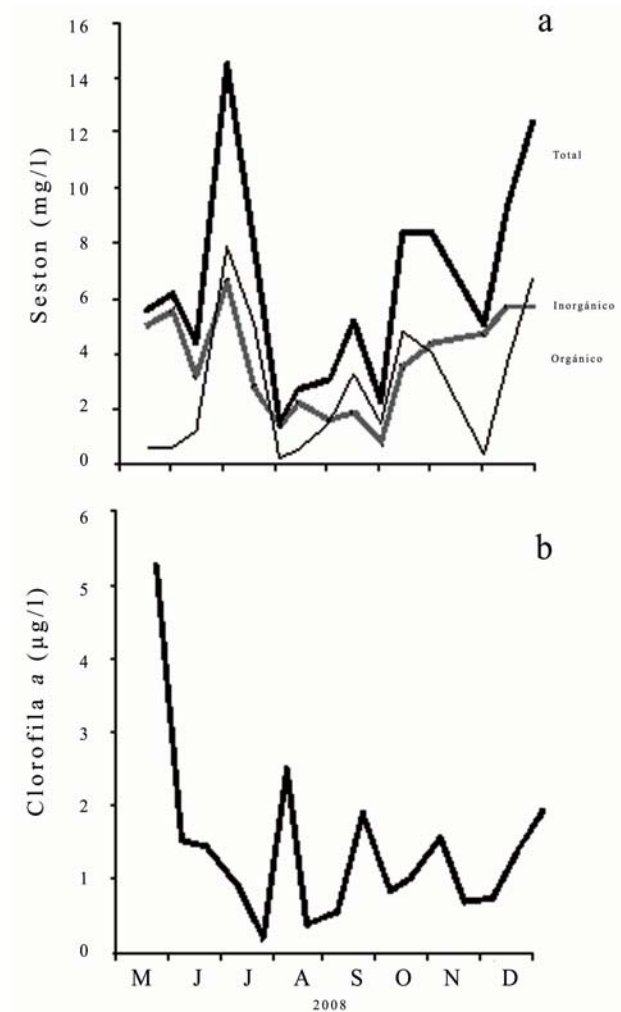 a
16
14
12
10
8
6
4
2
0
Seston (mg/l)
Total
Inorgánico
Orgánico
b
6
5
4
3
2
1
0
Clorofila a (µg/l)
M J J A S O N D
2008